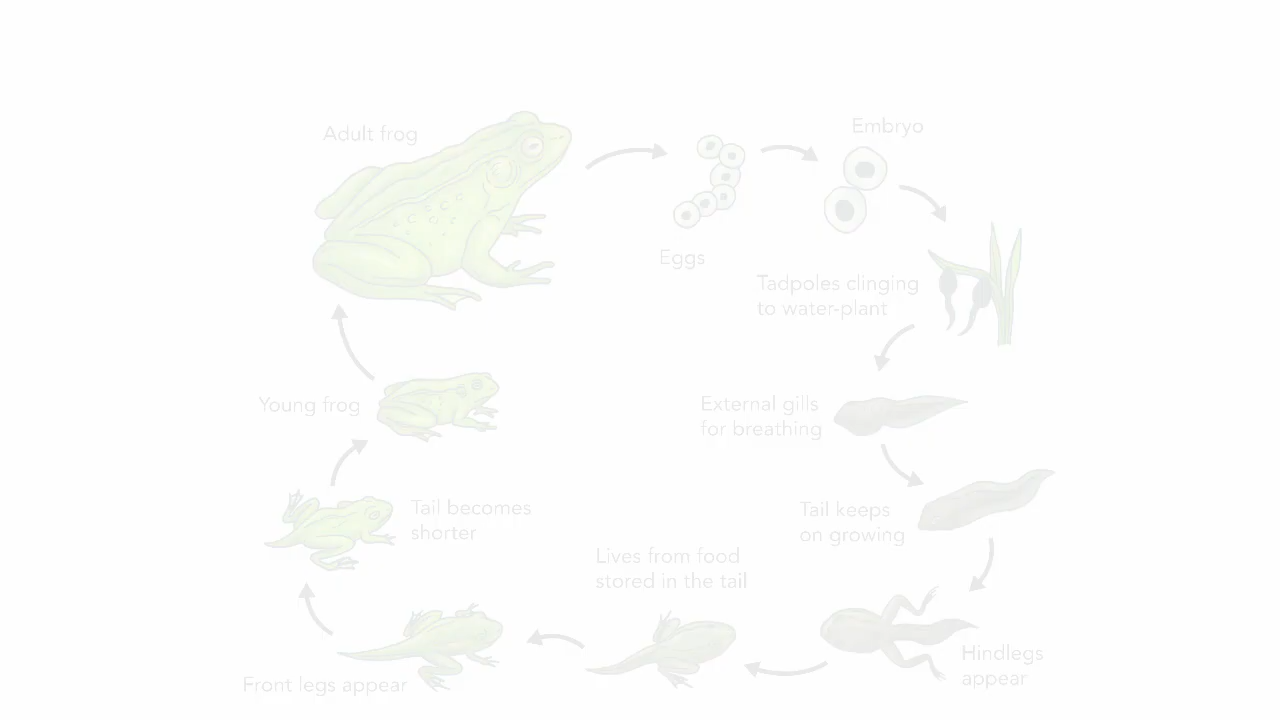 Adult frog
Embryo
Eggs
Tadpoles clinging
to water-plant
External gills
for breathing
Young frog
Tail becomes
shorter
Tail keeps
on growing
Lives from food
stored in the tail
Hindlegs
appear
Front legs appear